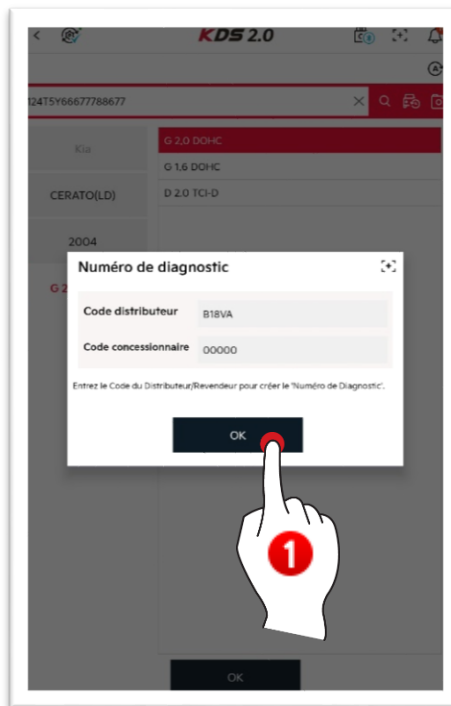 KDS 2.0
124T5Y66677788677
Kia
G 2,0 DOHC
G 1,6 DOHC
CERATO(LD)
D 2.0 TCI-D
2004
Numéro de diagnostic
G 2
Code distributeur
B18VA
Code concessionnaire
00000
Entrez le Code du Distributeur/Revendeur pour créer le 'Numéro de Diagnostic'.
OK
1
OK